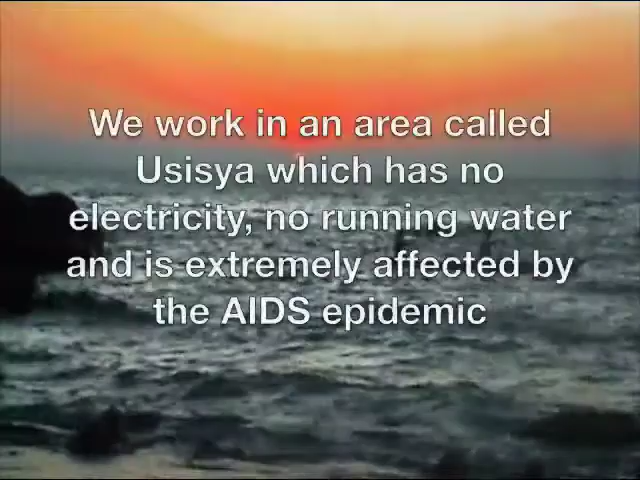 We work in an area called
Usisya which has no
electricity, no running water
and is extremely affected by
the AIDS epidemic